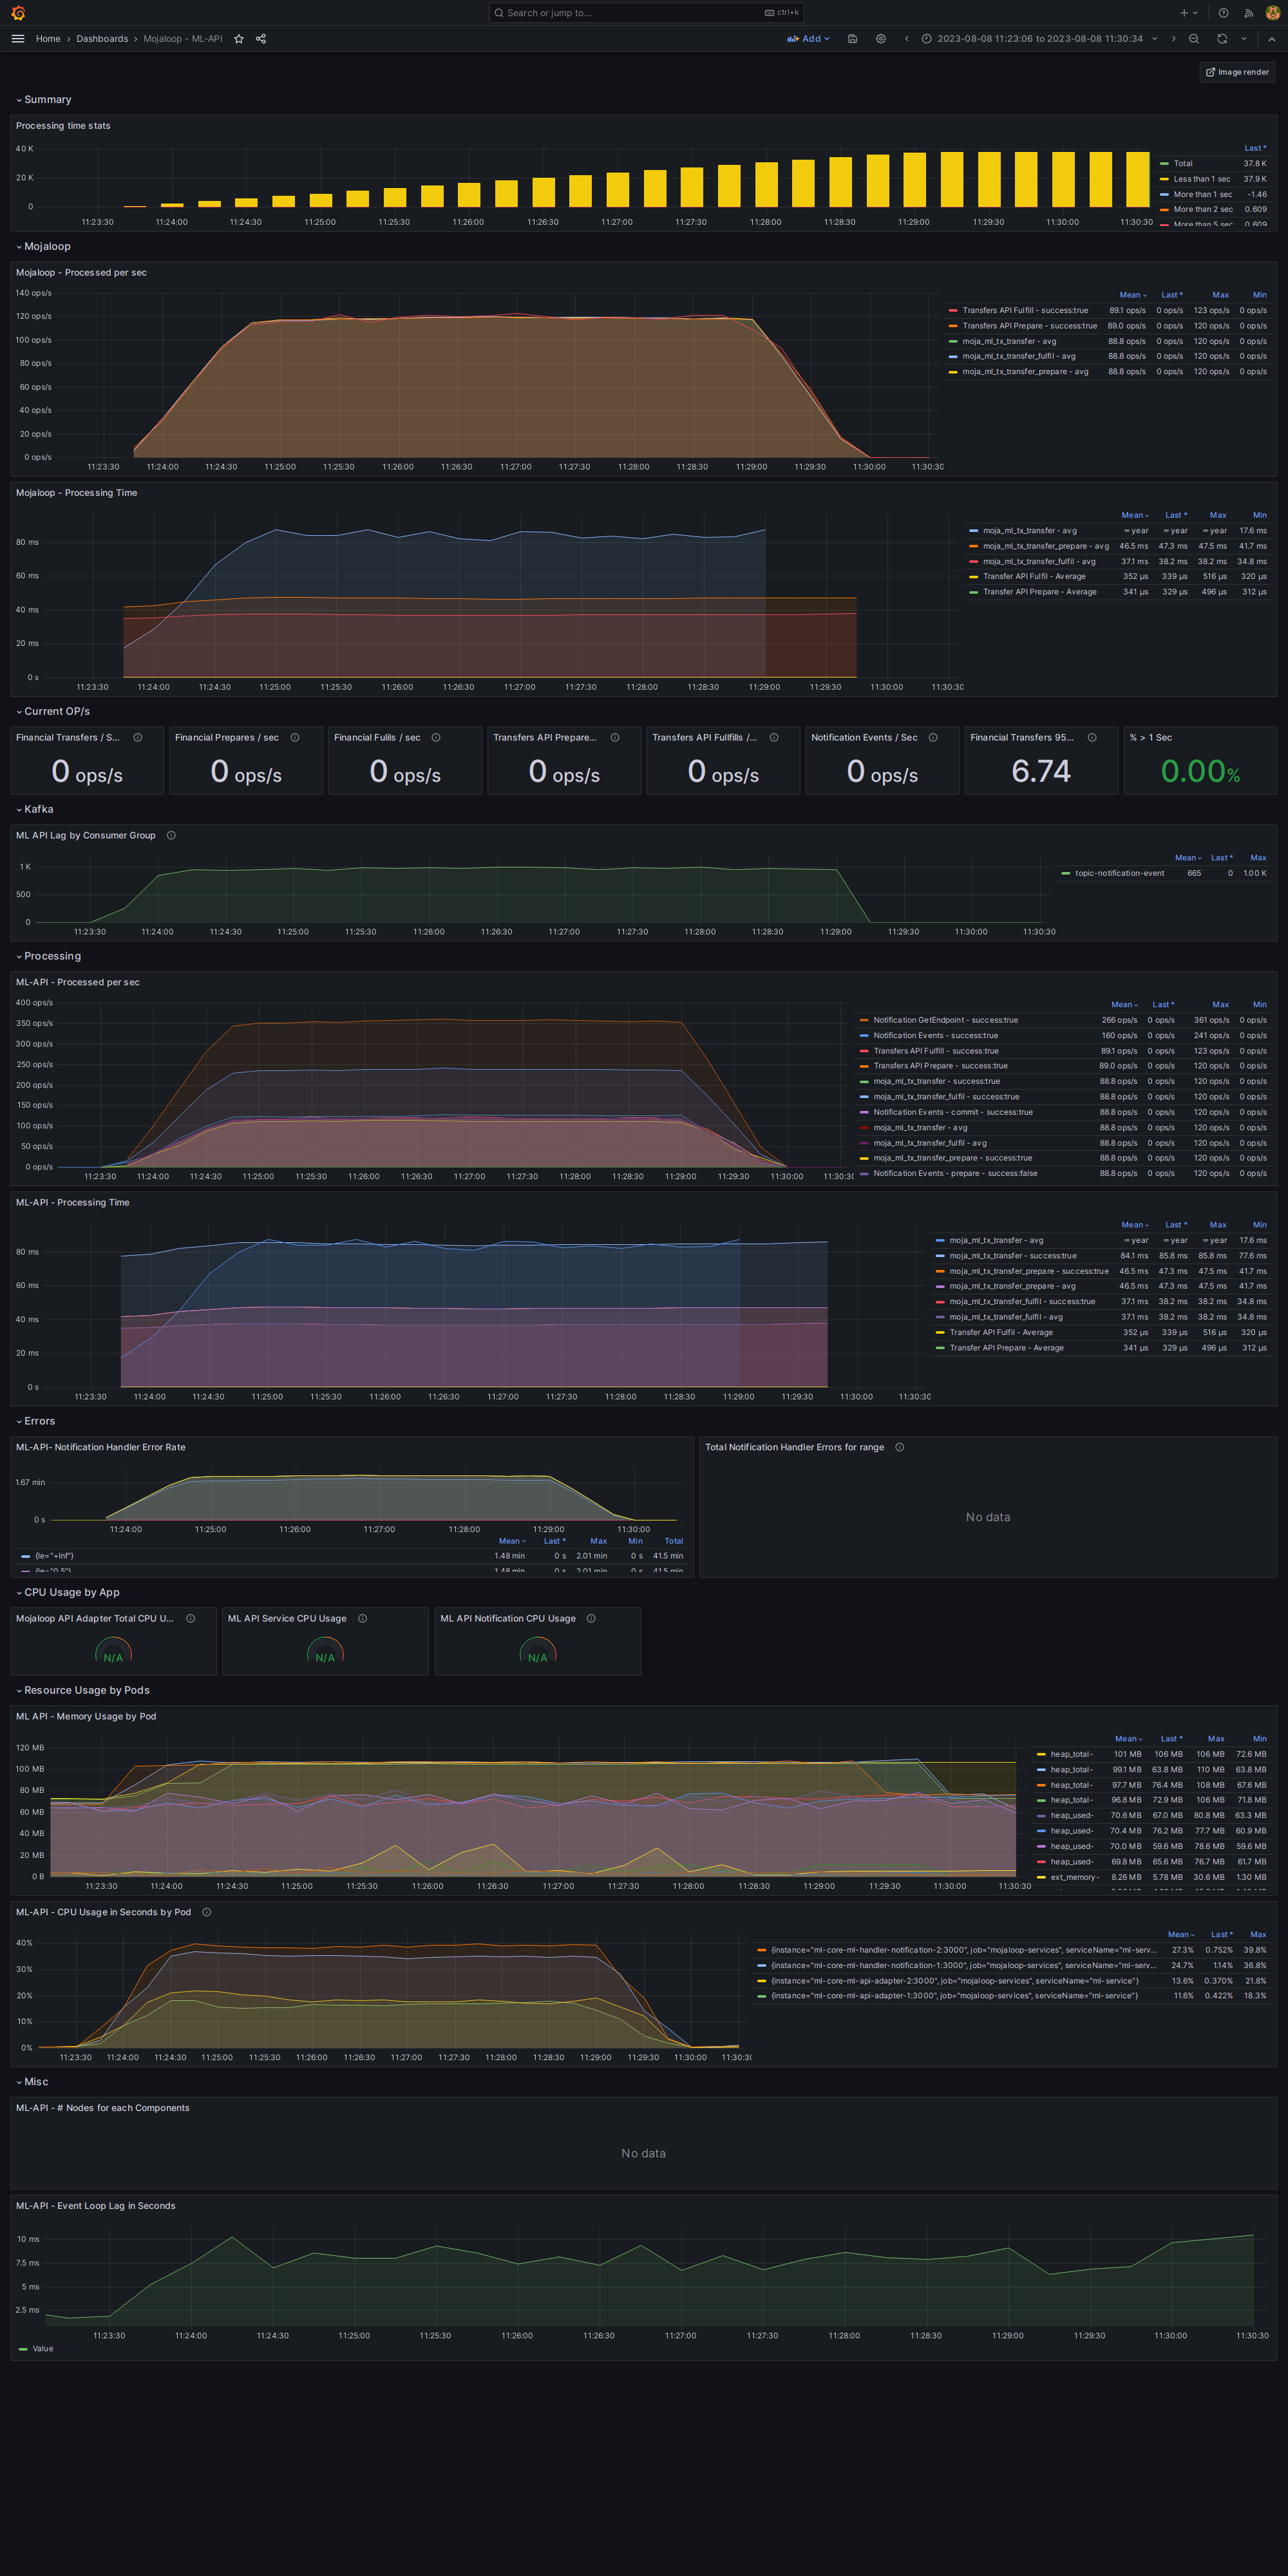 Search or jump to...
ctrl+k
Home › Dashboards › Mojaloop - ML-API
Add
2023-08-08 11:23:06 to 2023-08-08 11:30:34
Image render
Summary
Processing time stats
40 K
20 K
0
11:23:30 11:24:00 11:24:30 11:25:00 11:25:30 11:26:00 11:26:30 11:27:00 11:27:30 11:28:00 11:28:30 11:29:00 11:29:30 11:30:00 11:30:30
Last *
Total 37.8 K
Less than 1 sec 37.9 K
More than 1 sec -1.46
More than 2 sec 0.609
More than 5 sec 0.609
Mojaloop
Mojaloop - Processed per sec
140 ops/s
120 ops/s
100 ops/s
80 ops/s
60 ops/s
40 ops/s
20 ops/s
0 ops/s
11:23:30 11:24:00 11:24:30 11:25:00 11:25:30 11:26:00 11:26:30 11:27:00 11:27:30 11:28:00 11:28:30 11:29:00 11:29:30 11:30:00 11:30:30
Mean Last * Max Min
Transfers API Fulfill - success:true 89.1 ops/s 0 ops/s 123 ops/s 0 ops/s
Transfers API Prepare - success:true 89.0 ops/s 0 ops/s 120 ops/s 0 ops/s
moja_ml_tx_transfer - avg 88.8 ops/s 0 ops/s 120 ops/s 0 ops/s
moja_ml_tx_transfer_fulfil - avg 88.8 ops/s 0 ops/s 120 ops/s 0 ops/s
moja_ml_tx_transfer_prepare - avg 88.8 ops/s 0 ops/s 120 ops/s 0 ops/s
Mojaloop - Processing Time
80 ms
60 ms
40 ms
20 ms
0 s
11:23:30 11:24:00 11:24:30 11:25:00 11:25:30 11:26:00 11:26:30 11:27:00 11:27:30 11:28:00 11:28:30 11:29:00 11:29:30 11:30:00 11:30:30
Mean Last * Max Min
moja_ml_tx_transfer - avg ∞ year ∞ year ∞ year 17.6 ms
moja_ml_tx_transfer_prepare - avg 46.5 ms 47.3 ms 47.5 ms 41.7 ms
moja_ml_tx_transfer_fulfil - avg 37.1 ms 38.2 ms 38.2 ms 34.8 ms
Transfer API Fulfil - Average 352 µs 339 µs 516 µs 320 µs
Transfer API Prepare - Average 341 µs 329 µs 496 µs 312 µs
Current OP/s
Financial Transfers / S... Financial Prepares / sec Financial Fulils / sec Transfers API Prepare... Transfers API Fullfills /... Notification Events / Sec Financial Transfers 95... % > 1 Sec
0 ops/s 0 ops/s 0 ops/s 0 ops/s 0 ops/s 0 ops/s 6.74 0.00%
Kafka
ML API Lag by Consumer Group
1 K
500
0
11:23:30 11:24:00 11:24:30 11:25:00 11:25:30 11:26:00 11:26:30 11:27:00 11:27:30 11:28:00 11:28:30 11:29:00 11:29:30 11:30:00 11:30:30
Mean Last * Max
topic-notification-event 665 0 1.00 K
Processing
ML-API - Processed per sec
400 ops/s
350 ops/s
300 ops/s
250 ops/s
200 ops/s
150 ops/s
100 ops/s
50 ops/s
0 ops/s
11:23:30 11:24:00 11:24:30 11:25:00 11:25:30 11:26:00 11:26:30 11:27:00 11:27:30 11:28:00 11:28:30 11:29:00 11:29:30 11:30:00 11:30:30
Mean Last * Max Min
Notification GetEndpoint - success:true 266 ops/s 0 ops/s 361 ops/s 0 ops/s
Notification Events - success:true 160 ops/s 0 ops/s 241 ops/s 0 ops/s
Transfers API Fulfill - success:true 89.1 ops/s 0 ops/s 123 ops/s 0 ops/s
Transfers API Prepare - success:true 89.0 ops/s 0 ops/s 120 ops/s 0 ops/s
moja_ml_tx_transfer - success:true 88.8 ops/s 0 ops/s 120 ops/s 0 ops/s
moja_ml_tx_transfer_fulfil - success:true 88.8 ops/s 0 ops/s 120 ops/s 0 ops/s
Notification Events - commit - success:true 88.8 ops/s 0 ops/s 120 ops/s 0 ops/s
moja_ml_tx_transfer - avg 88.8 ops/s 0 ops/s 120 ops/s 0 ops/s
moja_ml_tx_transfer_fulfil - avg 88.8 ops/s 0 ops/s 120 ops/s 0 ops/s
moja_ml_tx_transfer_prepare - success:true 88.8 ops/s 0 ops/s 120 ops/s 0 ops/s
Notification Events - prepare - success:false 88.8 ops/s 0 ops/s 120 ops/s 0 ops/s
ML-API - Processing Time
80 ms
60 ms
40 ms
20 ms
0 s
11:23:30 11:24:00 11:24:30 11:25:00 11:25:30 11:26:00 11:26:30 11:27:00 11:27:30 11:28:00 11:28:30 11:29:00 11:29:30 11:30:00 11:30:30
Mean Last * Max Min
moja_ml_tx_transfer - avg ∞ year ∞ year ∞ year 17.6 ms
moja_ml_tx_transfer - success:true 84.1 ms 85.8 ms 85.8 ms 77.6 ms
moja_ml_tx_transfer_prepare - success:true 46.5 ms 47.3 ms 47.5 ms 41.7 ms
moja_ml_tx_transfer_prepare - avg 46.5 ms 47.3 ms 47.5 ms 41.7 ms
moja_ml_tx_transfer_fulfil - success:true 37.1 ms 38.2 ms 38.2 ms 34.8 ms
moja_ml_tx_transfer_fulfil - avg 37.1 ms 38.2 ms 38.2 ms 34.8 ms
Transfer API Fulfil - Average 352 µs 339 µs 516 µs 320 µs
Transfer API Prepare - Average 341 µs 329 µs 496 µs 312 µs
Errors
ML-API- Notification Handler Error Rate
1.67 min
0 s
11:24:00 11:25:00 11:26:00 11:27:00 11:28:00 11:29:00 11:30:00
Mean Last * Max Min Total
{le="+Inf"} 1.48 min 0 s 2.01 min 0 s 41.5 min
{le="0.5"} 1.48 min 0 s 2.01 min 0 s 41.5 min
Total Notification Handler Errors for range
No data
CPU Usage by App
Mojaloop API Adapter Total CPU U... ML API Service CPU Usage ML API Notification CPU Usage
N/A N/A N/A
Resource Usage by Pods
ML API - Memory Usage by Pod
120 MB
100 MB
80 MB
60 MB
40 MB
20 MB
0 B
11:23:30 11:24:00 11:24:30 11:25:00 11:25:30 11:26:00 11:26:30 11:27:00 11:27:30 11:28:00 11:28:30 11:29:00 11:29:30 11:30:00 11:30:30
Mean Last * Max Min
heap_total- 101 MB 106 MB 106 MB 72.6 MB
heap_total- 99.1 MB 63.8 MB 110 MB 63.8 MB
heap_total- 97.7 MB 76.4 MB 108 MB 67.6 MB
heap_total- 96.8 MB 72.9 MB 106 MB 71.8 MB
heap_used- 70.6 MB 67.0 MB 80.8 MB 63.3 MB
heap_used- 70.4 MB 76.2 MB 77.7 MB 60.9 MB
heap_used- 70.0 MB 59.6 MB 78.6 MB 59.6 MB
heap_used- 69.8 MB 65.6 MB 76.7 MB 61.7 MB
ext_memory- 8.26 MB 5.78 MB 30.6 MB 1.30 MB
ML-API - CPU Usage in Seconds by Pod
40%
30%
20%
10%
0%
11:23:30 11:24:00 11:24:30 11:25:00 11:25:30 11:26:00 11:26:30 11:27:00 11:27:30 11:28:00 11:28:30 11:29:00 11:29:30 11:30:00 11:30:30
Mean Last * Max
{instance="ml-core-ml-handler-notification-2:3000", job="mojaloop-services", serviceName="ml-serv... 27.3% 0.752% 39.8%
{instance="ml-core-ml-handler-notification-1:3000", job="mojaloop-services", serviceName="ml-serv... 24.7% 1.14% 36.8%
{instance="ml-core-ml-api-adapter-2:3000", job="mojaloop-services", serviceName="ml-service"} 13.6% 0.370% 21.8%
{instance="ml-core-ml-api-adapter-1:3000", job="mojaloop-services", serviceName="ml-service"} 11.6% 0.422% 18.3%
Misc
ML-API - # Nodes for each Components
No data
ML-API - Event Loop Lag in Seconds
10 ms
7.5 ms
5 ms
2.5 ms
11:23:30 11:24:00 11:24:30 11:25:00 11:25:30 11:26:00 11:26:30 11:27:00 11:27:30 11:28:00 11:28:30 11:29:00 11:29:30 11:30:00 11:30:30
Value